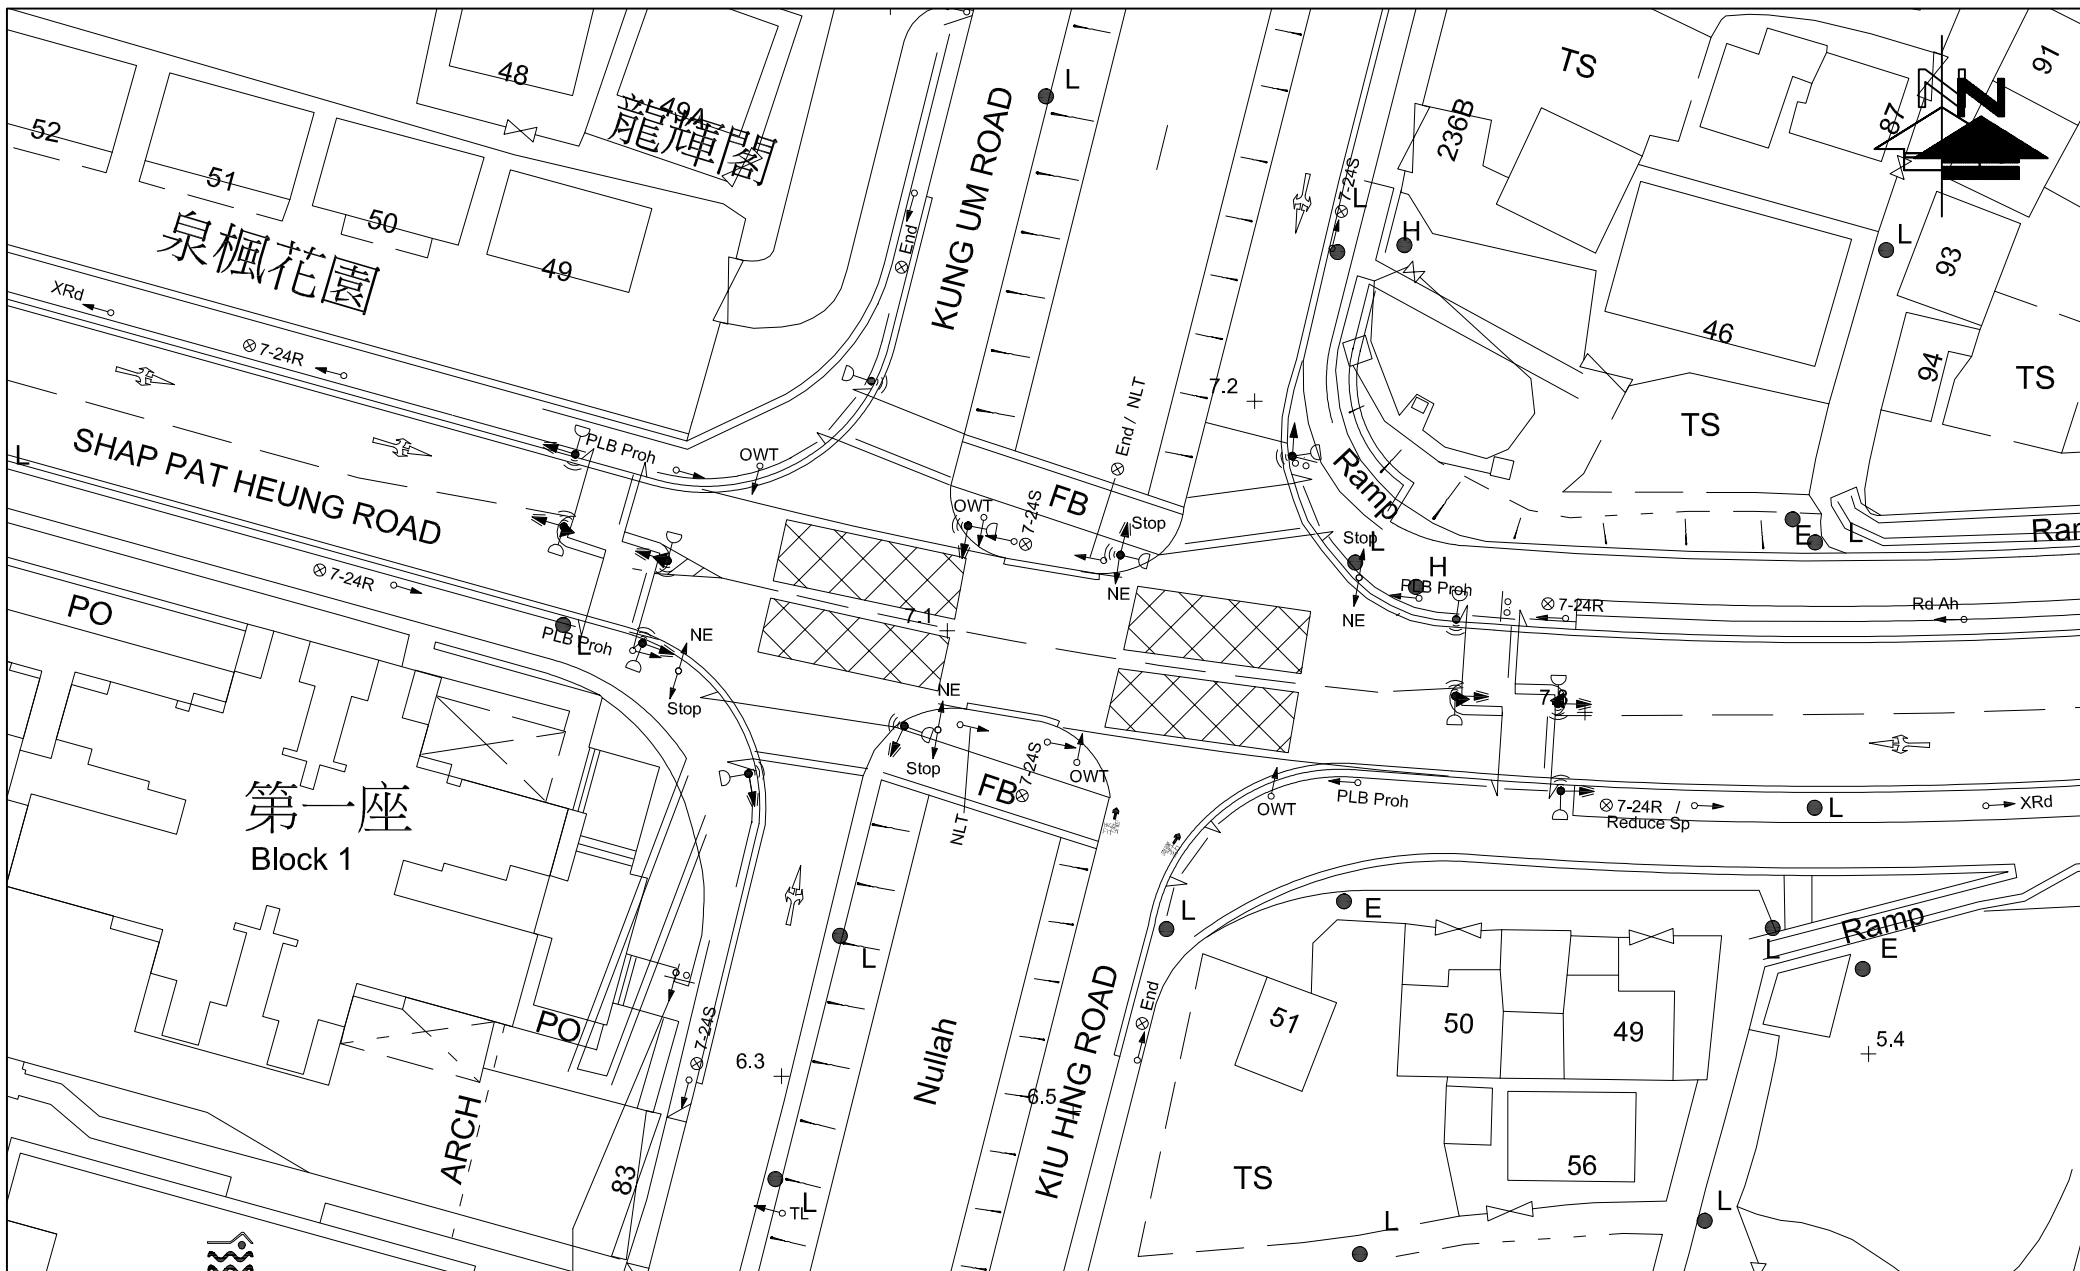 48
49A
龍輝閣
52
51
50
49
泉楓花園
KUNG UM ROAD
L
TS
236B
91
87
N
7-24S
L
H
End
L
93
XRd
7-24R
46
94
TS
End / NLT
7.2
TS
L
SHAP PAT HEUNG ROAD
PLB Proh
OWT
FB
Ramp
OWT
7-24S
Stop
Stop
L
E
L
7-24R
H
PLB Proh
7-24R
Rd Ah
PO
NE
NE
7.1
PLB Proh
L
NE
NE
Stop
Stop
7-24S
OWT
FB
NLT
OWT
PLB Proh
7-24R /
Reduce Sp
L
XRd
第一座
Block 1
L
L
E
L
Ramp
E
KIU HING ROAD
End
51
50
49
5.4
PO
7-24S
6.3
Nullah
6.5
ARCH
83
TS
56
L
TL
L
L